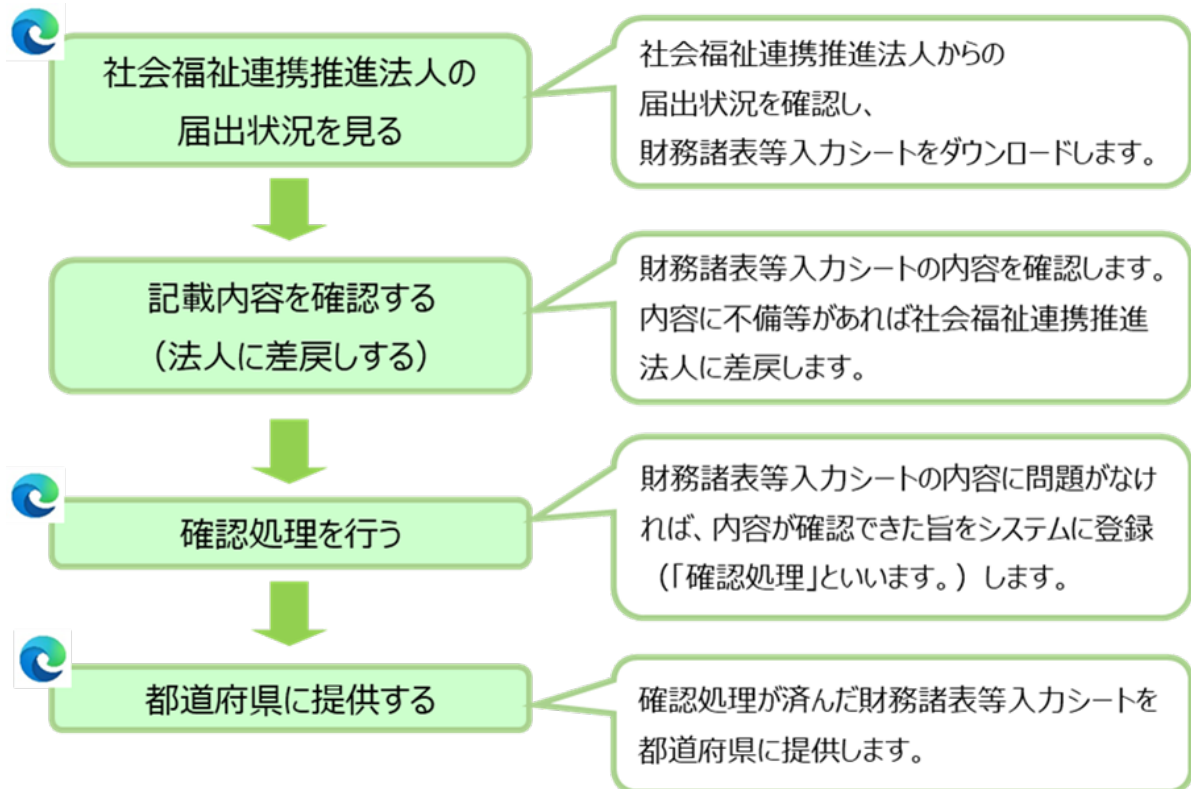 社会福祉連携推進法人の
届出状況を見る
社会福祉連携推進法人からの
届出状況を確認し、
財務諸表等入力シートをダウンロードします。
記載内容を確認する
（法人に差戻しする）
財務諸表等入力シートの内容を確認します。
内容に不備等があれば社会福祉連携推進
法人に差戻します。
確認処理を行う
財務諸表等入力シートの内容に問題がなけ
れば、内容が確認できた旨をシステムに登録
（「確認処理」といいます。）します。
都道府県に提供する
確認処理が済んだ財務諸表等入力シートを
都道府県に提供します。